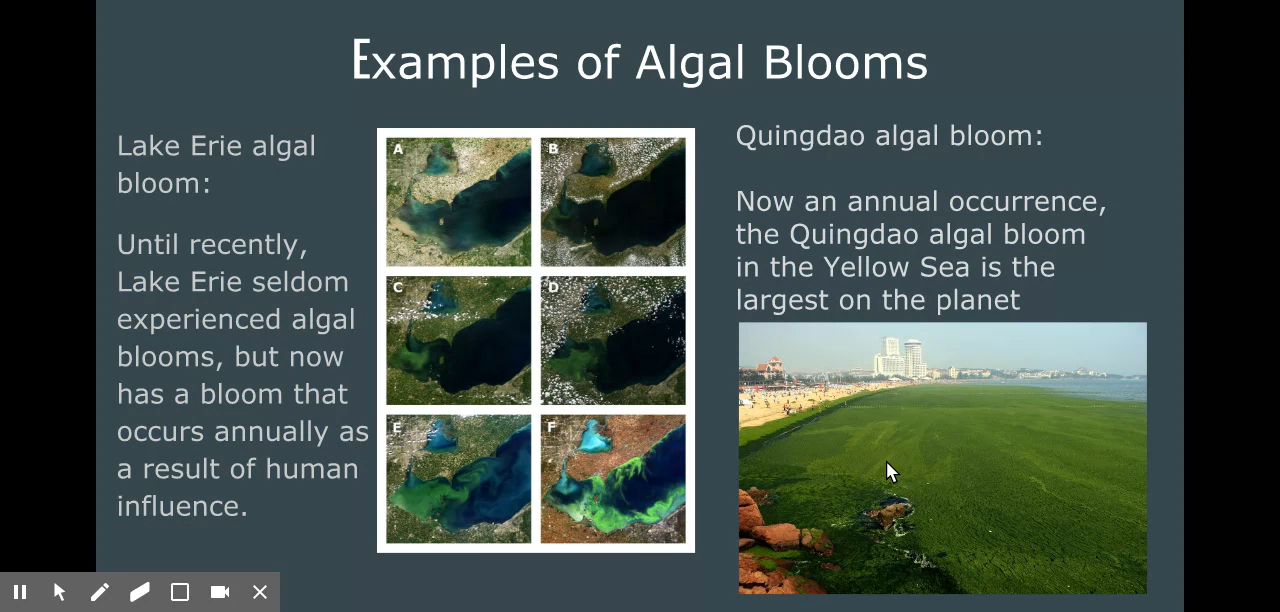 Examples of Algal Blooms
Lake Erie algal
bloom:
Until recently,
Lake Erie seldom
experienced algal
blooms, but now
has a bloom that
occurs annually as
a result of human
influence.
A
B
C
D
E
F
Quingdao algal bloom:
Now an annual occurrence,
the Quingdao algal bloom
in the Yellow Sea is the
largest on the planet